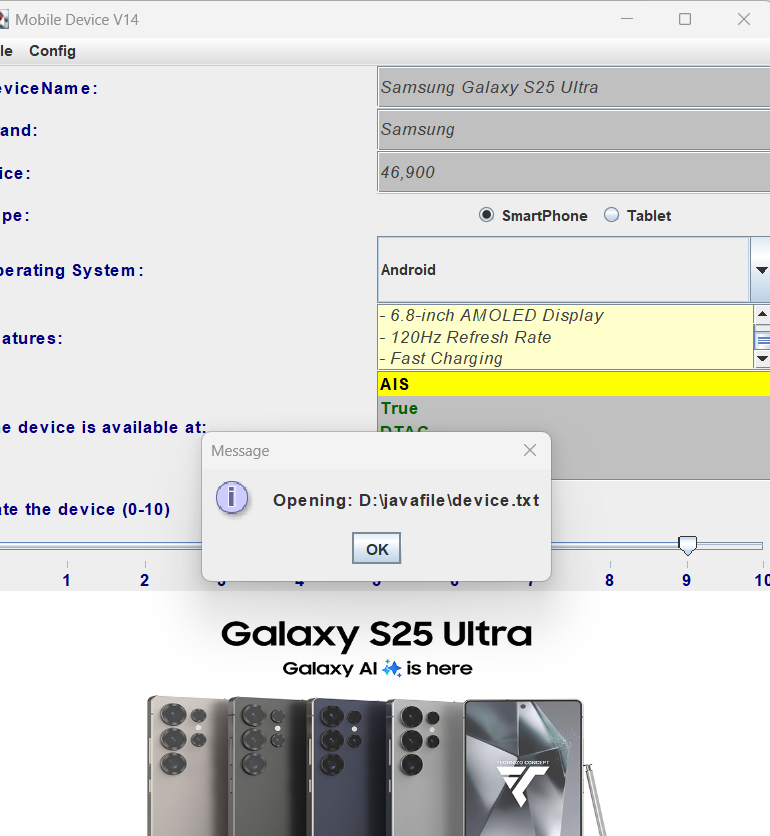 Mobile Device V14
le Config
eviceName:
Samsung Galaxy S25 Ultra
and:
Samsung
ice:
46,900
pe:
SmartPhone Tablet
perating System:
Android
atures:
- 6.8-inch AMOLED Display
- 120Hz Refresh Rate
- Fast Charging
AIS
True
DTAC
e device is available at:
Message
Opening: D:\javafile\device.txt
OK
ate the device (0-10)
1 2 3 4 5 6 7 8 9 10
Galaxy S25 Ultra
Galaxy AI is here
TECHNIZO CONCEPT